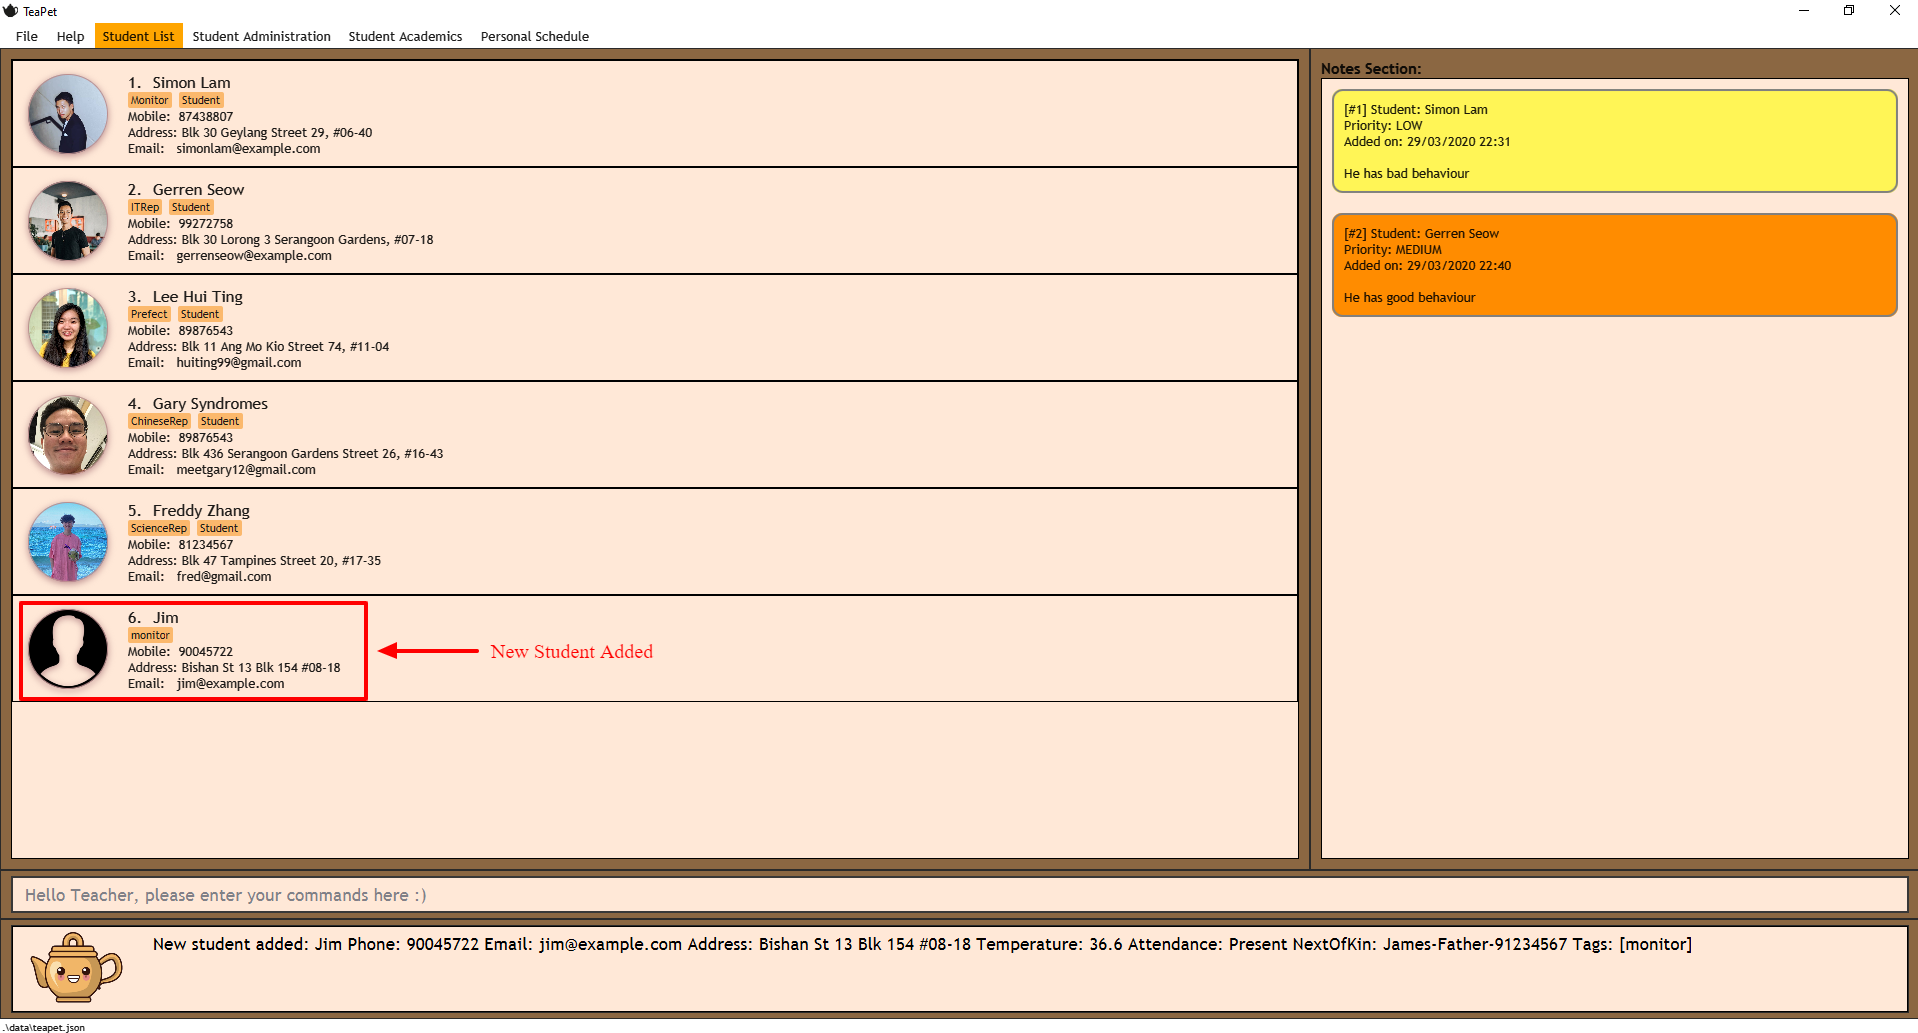 TeaPet
File Help Student List Student Administration Student Academics Personal Schedule
1. Simon Lam
Monitor Student
Mobile: 87438807
Address: Blk 30 Geylang Street 29, #06-40
Email: simonlam@example.com
2. Gerren Seow
ITRep Student
Mobile: 99272758
Address: Blk 30 Lorong 3 Serangoon Gardens, #07-18
Email: gerrenseow@example.com
3. Lee Hui Ting
Prefect Student
Mobile: 89876543
Address: Blk 11 Ang Mo Kio Street 74, #11-04
Email: huiting99@gmail.com
4. Gary Syndromes
ChineseRep Student
Mobile: 89876543
Address: Blk 436 Serangoon Gardens Street 26, #16-43
Email: meetgary12@gmail.com
5. Freddy Zhang
ScienceRep Student
Mobile: 81234567
Address: Blk 47 Tampines Street 20, #17-35
Email: fred@gmail.com
6. Jim
monitor
Mobile: 90045722
Address: Bishan St 13 Blk 154 #08-18
Email: jim@example.com
New Student Added
Notes Section:
[#1] Student: Simon Lam
Priority: LOW
Added on: 29/03/2020 22:31
He has bad behaviour
[#2] Student: Gerren Seow
Priority: MEDIUM
Added on: 29/03/2020 22:40
He has good behaviour
Hello Teacher, please enter your commands here :)
New student added: Jim Phone: 90045722 Email: jim@example.com Address: Bishan St 13 Blk 154 #08-18 Temperature: 36.6 Attendance: Present NextOfKin: James-Father-91234567 Tags: [monitor]
.\data\teapet.json